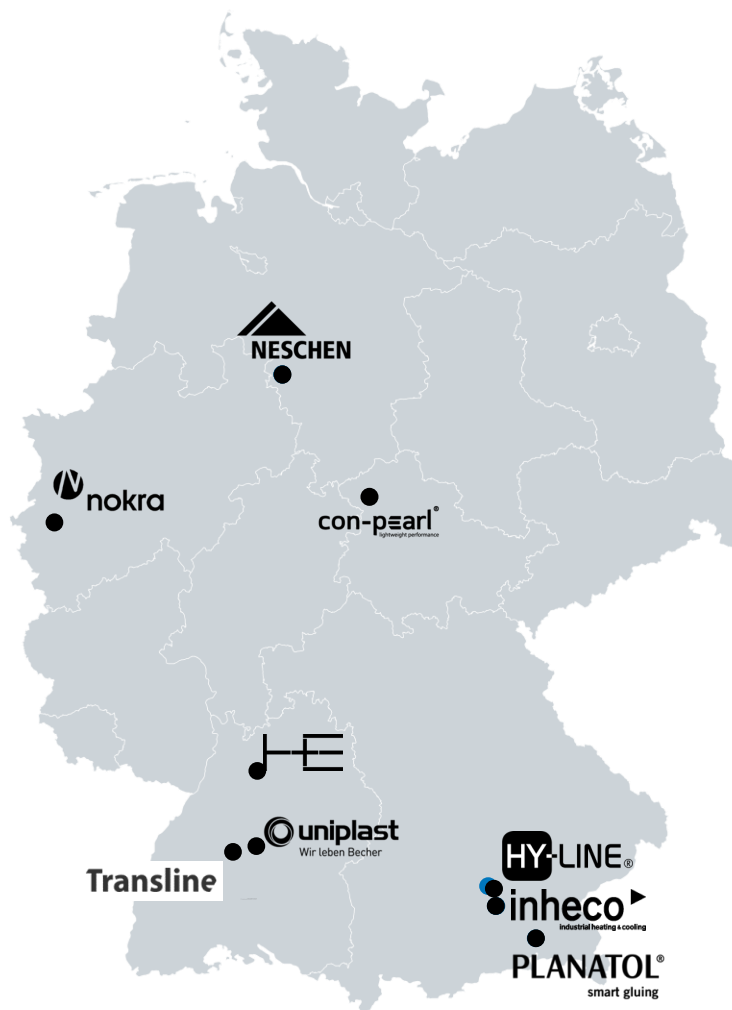 NESCHEN
nokra
con-pearl®
lightweight performance
HE
uniplast
Wir leben Becher
Transline
HY-LINE®
inheco
industrial heating & cooling
PLANATOL®
smart gluing